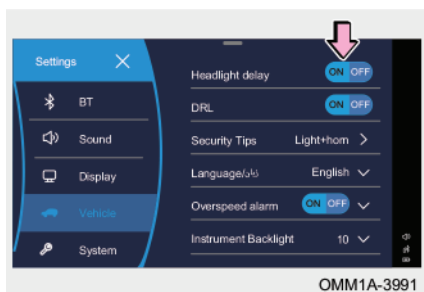 Settings
Headlight delay ON OFF
BT
DRL ON OFF
Sound
Security Tips Light+horn
Display
Language/ English
Vehicle
Overspeed alarm ON OFF
System
Instrument Backlight 10
OMM1A-3991